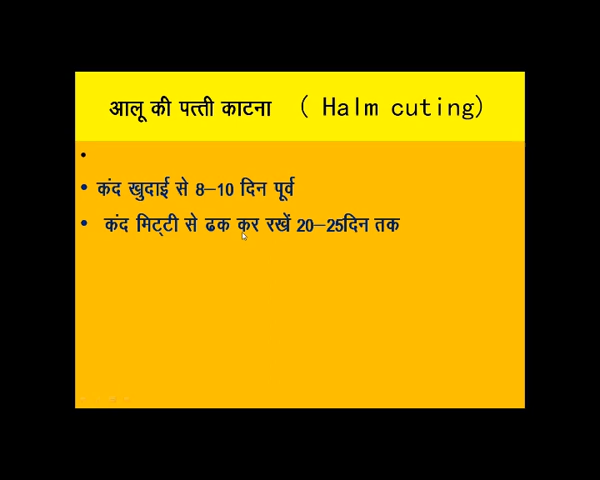 आलू की पत्ती काटना ( Halm cuting)
•
• कंद खुदाई से 8–10 दिन पूर्व
• कंद मिट्टी से ढक कर रखें 20–25दिन तक